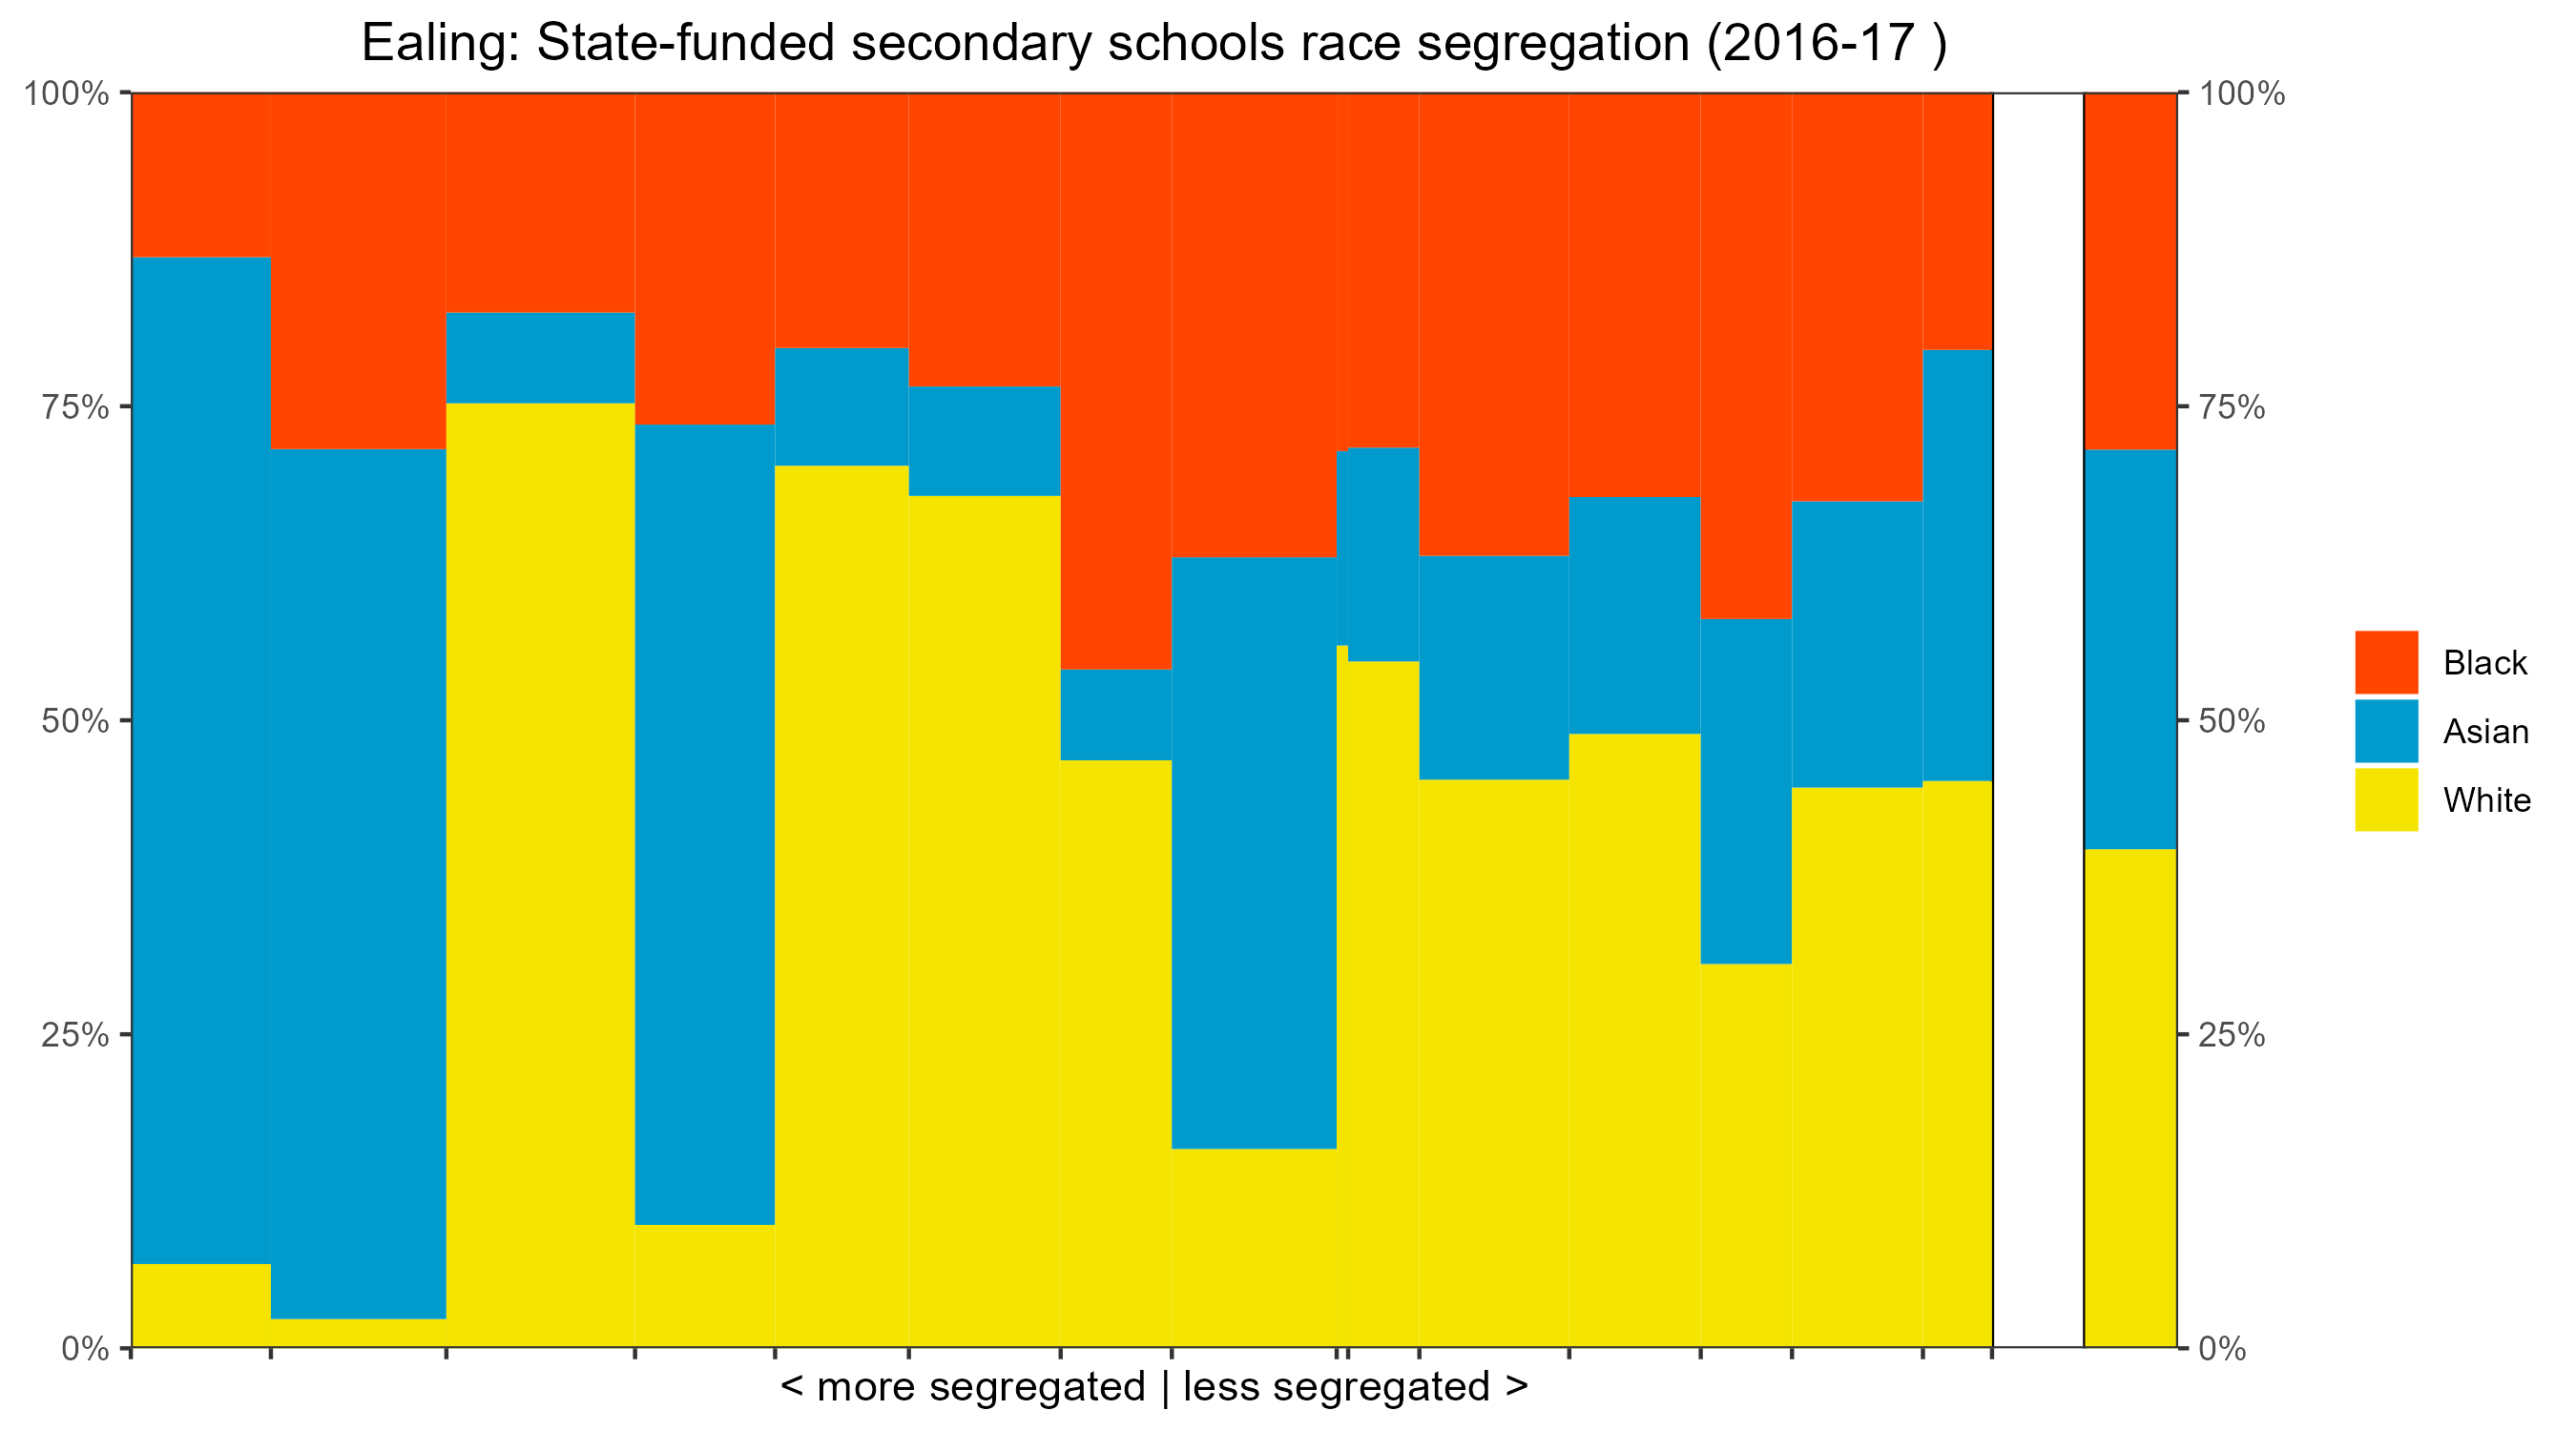 Ealing: State-funded secondary schools race segregation (2016-17 )
100%
75%
50%
25%
0%
100%
75%
50%
25%
0%
Black
Asian
White
< more segregated | less segregated >